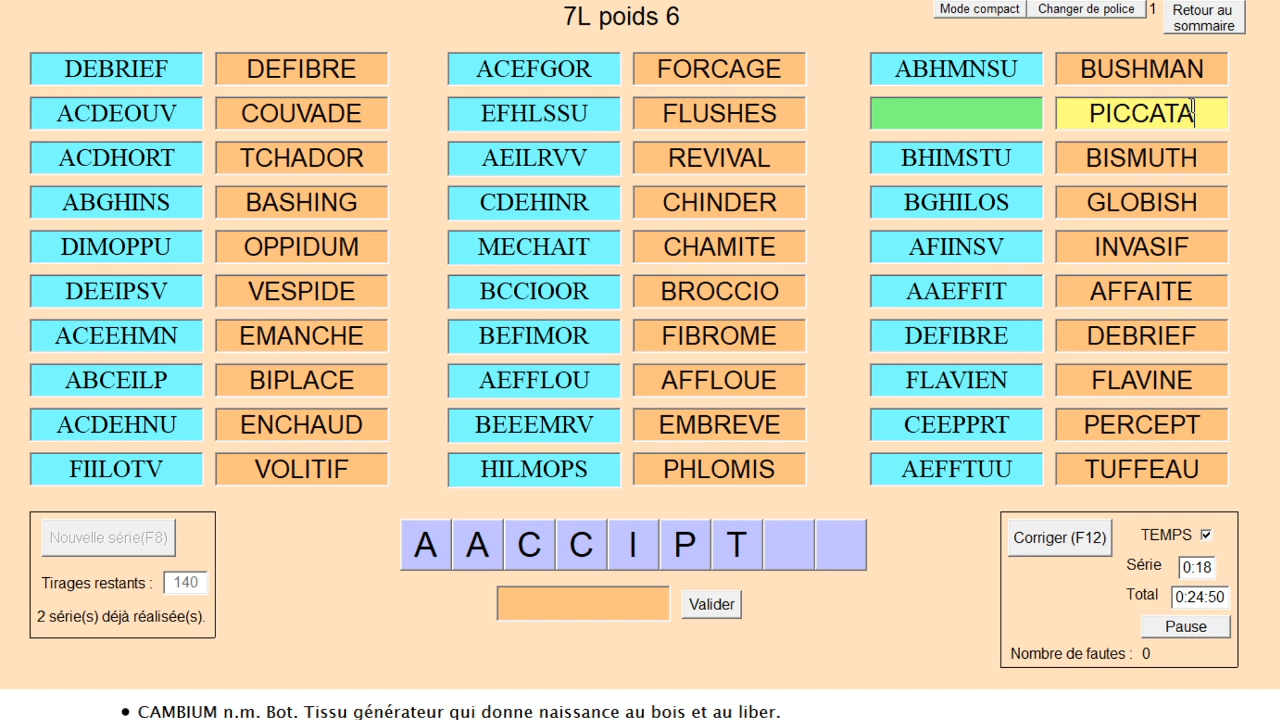 7L poids 6
Mode compact Changer de police 1 Retour au sommaire
DEBRIEF DEFIBRE ACEFGOR FORCAGE ABHMNSU BUSHMAN
ACDEOUV COUVADE EFHLSSU FLUSHES PICCATA
ACDHORT TCHADOR AEILRVV REVIVAL BHIMSTU BISMUTH
ABGHINS BASHING CDEHINR CHINDER BGHILOS GLOBISH
DIMOPPU OPPIDUM MECHAIT CHAMITE AFIINSV INVASIF
DEEIPSV VESPIDE BCCIOOR BROCCIO AAEFFIT AFFAITE
ACEEHMN EMANCHE BEFIMOR FIBROME DEFIBRE DEBRIEF
ABCEILP BIPLACE AEFFLOU AFFLOUE FLAVIEN FLAVINE
ACDEHNU ENCHAUD BEEEMRV EMBREVE CEEPPRT PERCEPT
FIILOTV VOLITIF HILMOPS PHLOMIS AEFFTUU TUFFEAU
Nouvelle série(F8)
Tirages restants : 140
2 série(s) déjà réalisée(s).
A A C C I P T
Valider
Corriger (F12) TEMPS
Série 0:18
Total 0:24:50
Pause
Nombre de fautes : 0
• CAMBIUM n.m. Bot. Tissu générateur qui donne naissance au bois et au liber.